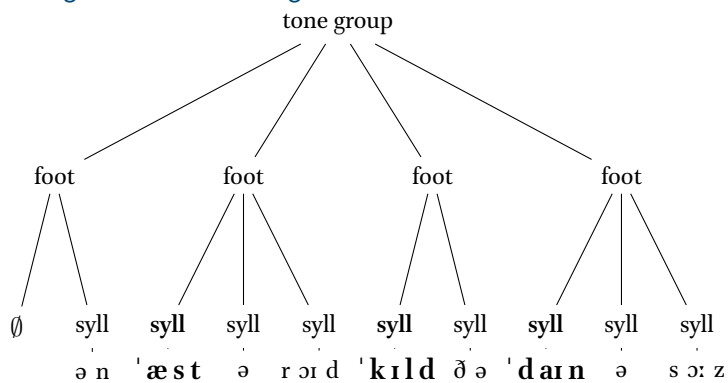 tone group
foot foot foot foot
∅ syll syll syll syll syll syll syll syll syll
ə n ˈæ s t ə r ɔɪ d ˈk ɪ l d ð ə ˈd aɪ n ə s ɔː z